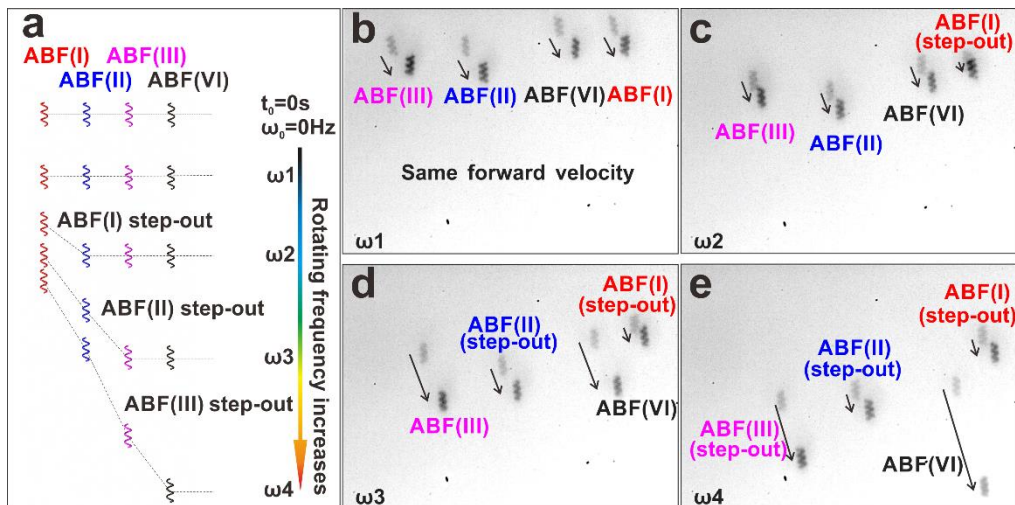 a
ABF(I) ABF(III)
ABF(II) ABF(VI)
t₀=0s
ω₀=0Hz
ω1
ABF(I) step-out
ω2
ABF(II) step-out
ω3
ABF(III) step-out
ω4
Rotating frequency increases
b
ABF(III) ABF(II) ABF(VI) ABF(I)
Same forward velocity
ω1
c
ABF(I)
(step-out)
ABF(III)
ABF(II)
ABF(VI)
ω2
d
ABF(I)
(step-out)
ABF(II)
(step-out)
ABF(III)
ABF(VI)
ω3
e
ABF(I)
(step-out)
ABF(II)
(step-out)
ABF(III)
(step-out)
ABF(VI)
ω4